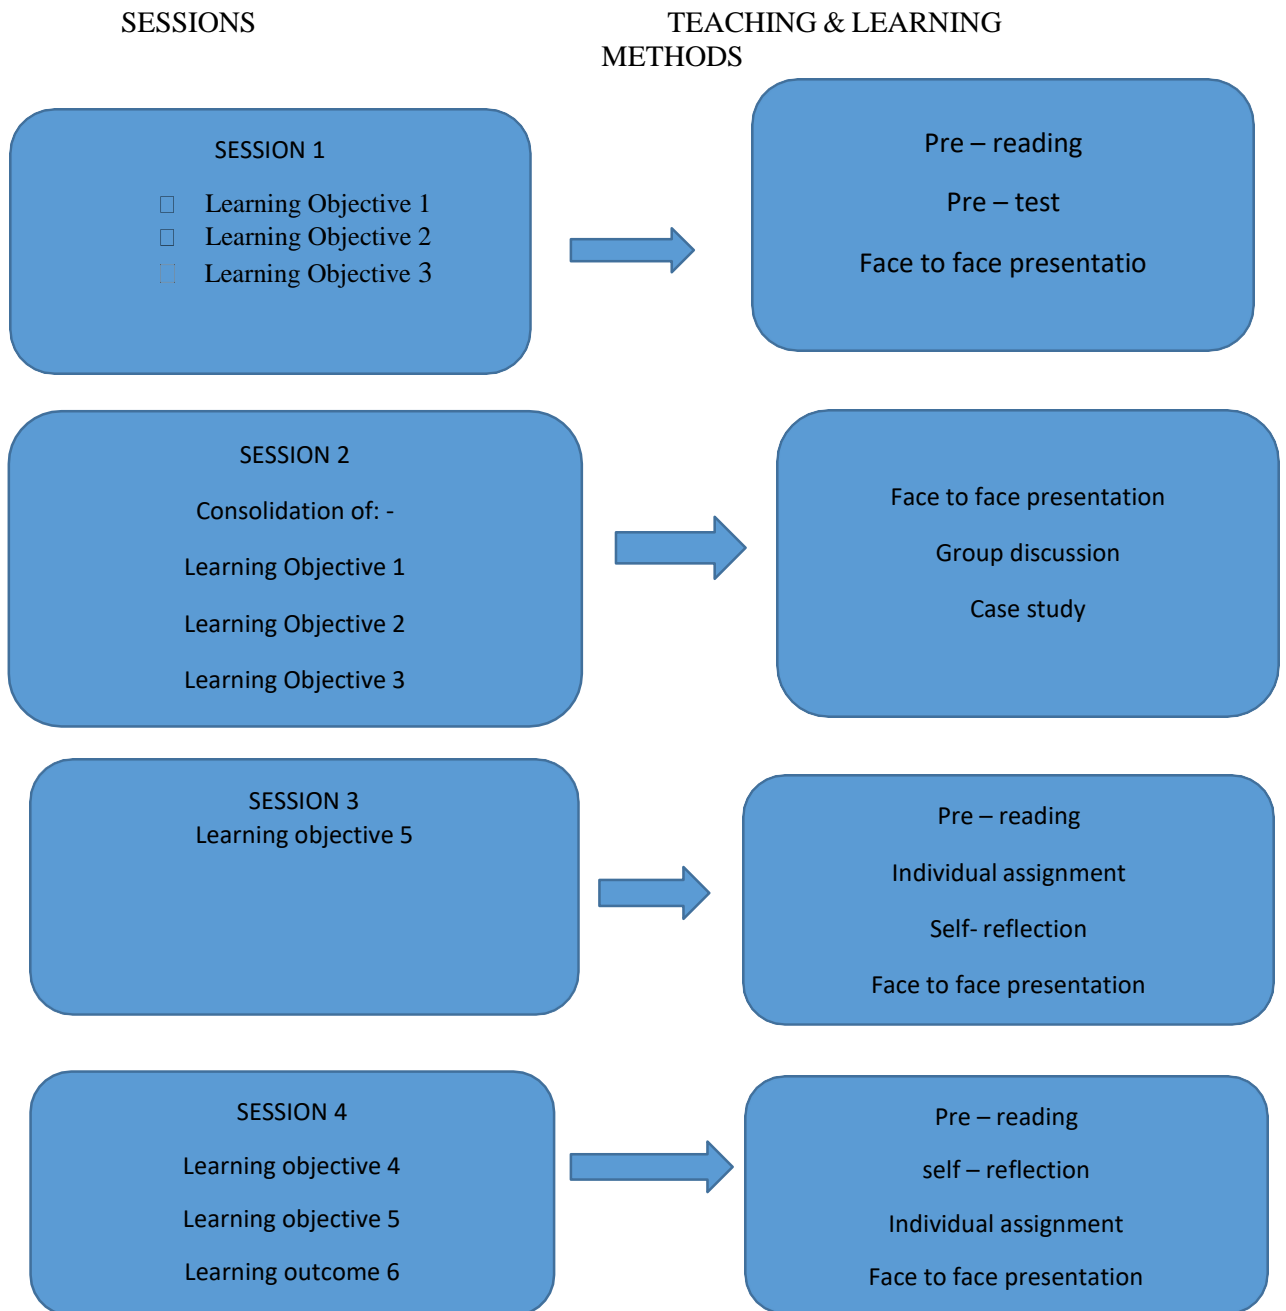 SESSIONS
TEACHING & LEARNING
METHODS
SESSION 1
Learning Objective 1
Learning Objective 2
Learning Objective 3
Pre – reading
Pre – test
Face to face presentatio
SESSION 2
Consolidation of: -
Learning Objective 1
Learning Objective 2
Learning Objective 3
Face to face presentation
Group discussion
Case study
SESSION 3
Learning objective 5
Pre – reading
Individual assignment
Self- reflection
Face to face presentation
SESSION 4
Learning objective 4
Learning objective 5
Learning outcome 6
Pre – reading
self – reflection
Individual assignment
Face to face presentation